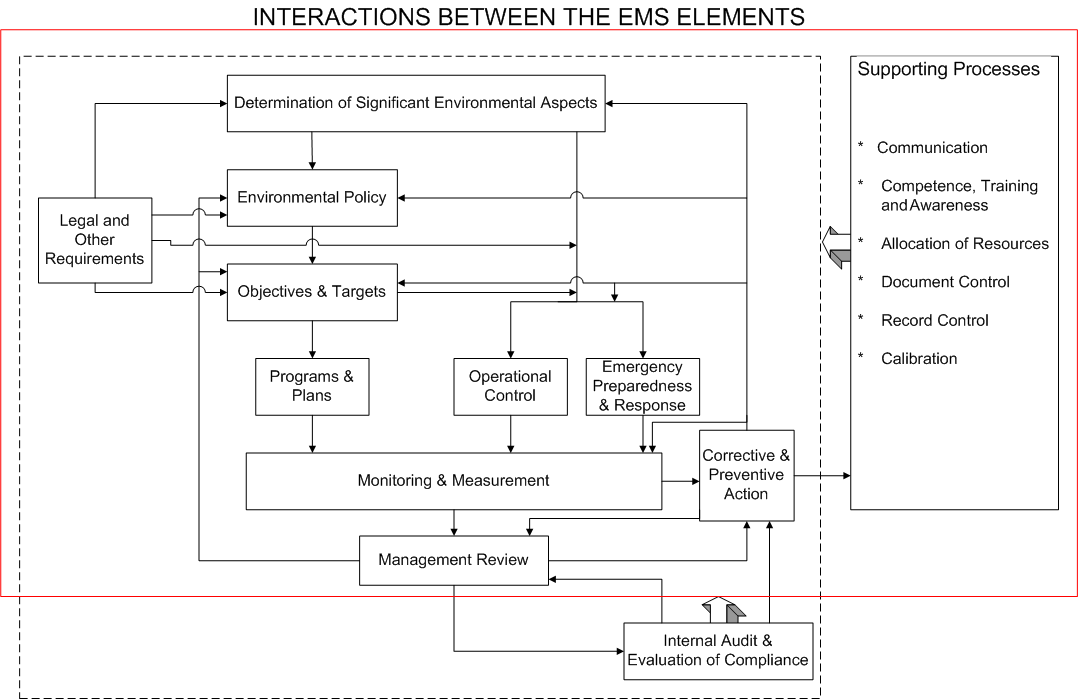 INTERACTIONS BETWEEN THE EMS ELEMENTS
Determination of Significant Environmental Aspects
Environmental Policy
Legal and
Other
Requirements
Objectives & Targets
Programs &
Plans
Operational
Control
Emergency
Preparedness
& Response
Monitoring & Measurement
Corrective &
Preventive
Action
Management Review
Internal Audit &
Evaluation of Compliance
Supporting Processes
* Communication
* Competence, Training
and Awareness
* Allocation of Resources
* Document Control
* Record Control
* Calibration